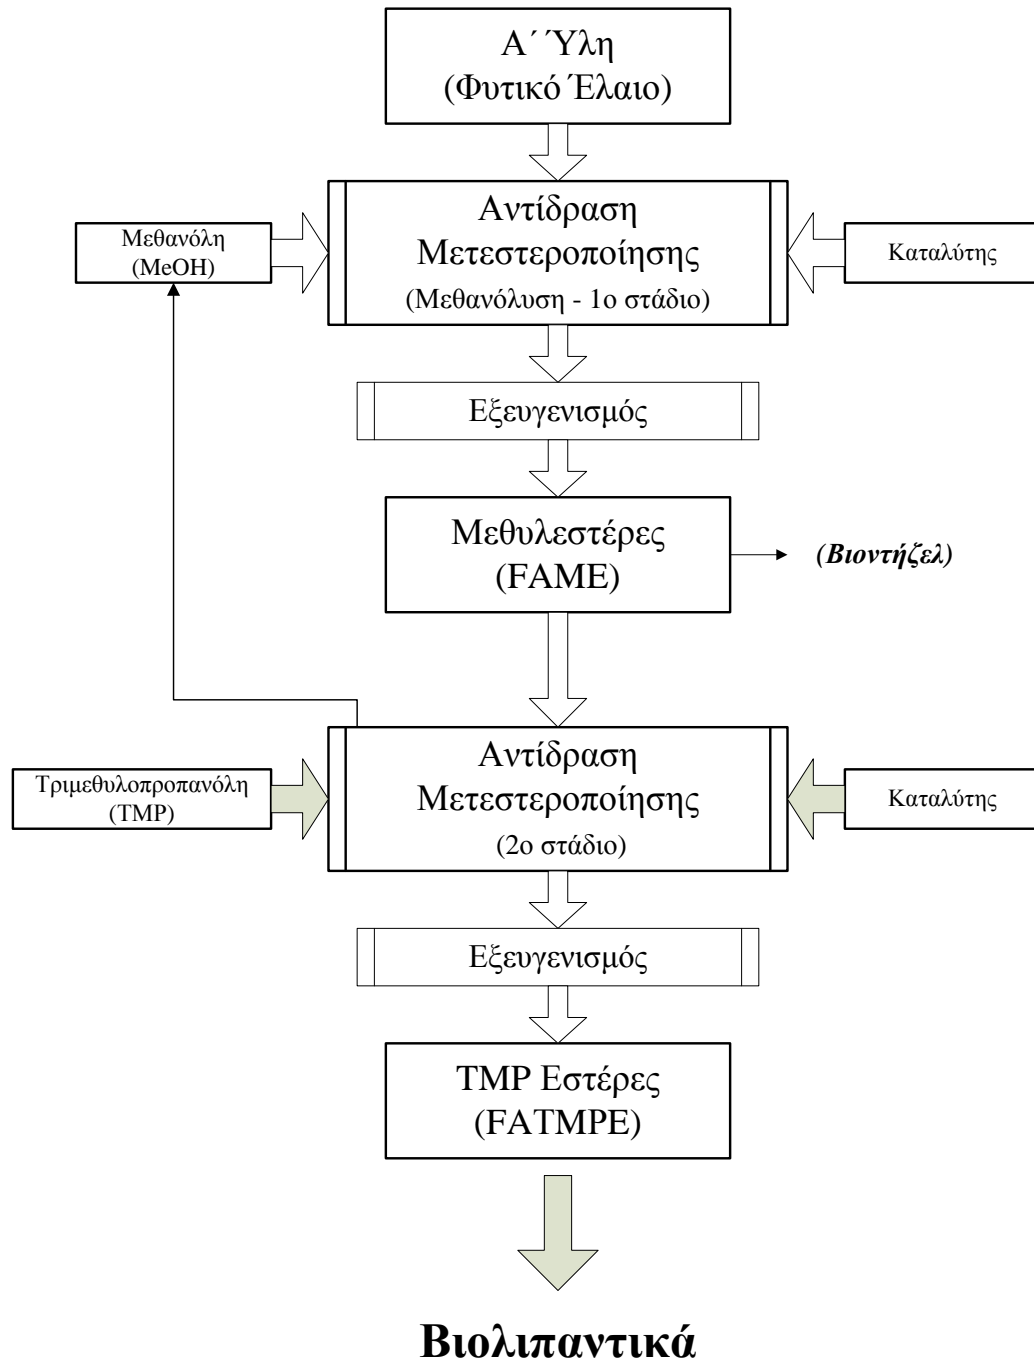 Α΄ Ύλη
(Φυτικό Έλαιο)
Αντίδραση
Μετεστεροποίησης
(Μεθανόλυση - 1ο στάδιο)
Μεθανόλη
(MeOH)
Καταλύτης
Εξευγενισμός
Μεθυλεστέρες
(FAME)
(Βιοντήζελ)
Αντίδραση
Μετεστεροποίησης
(2ο στάδιο)
Τριμεθυλοπροπανόλη
(TMP)
Καταλύτης
Εξευγενισμός
TMP Εστέρες
(FATMPE)
Βιολιπαντικά